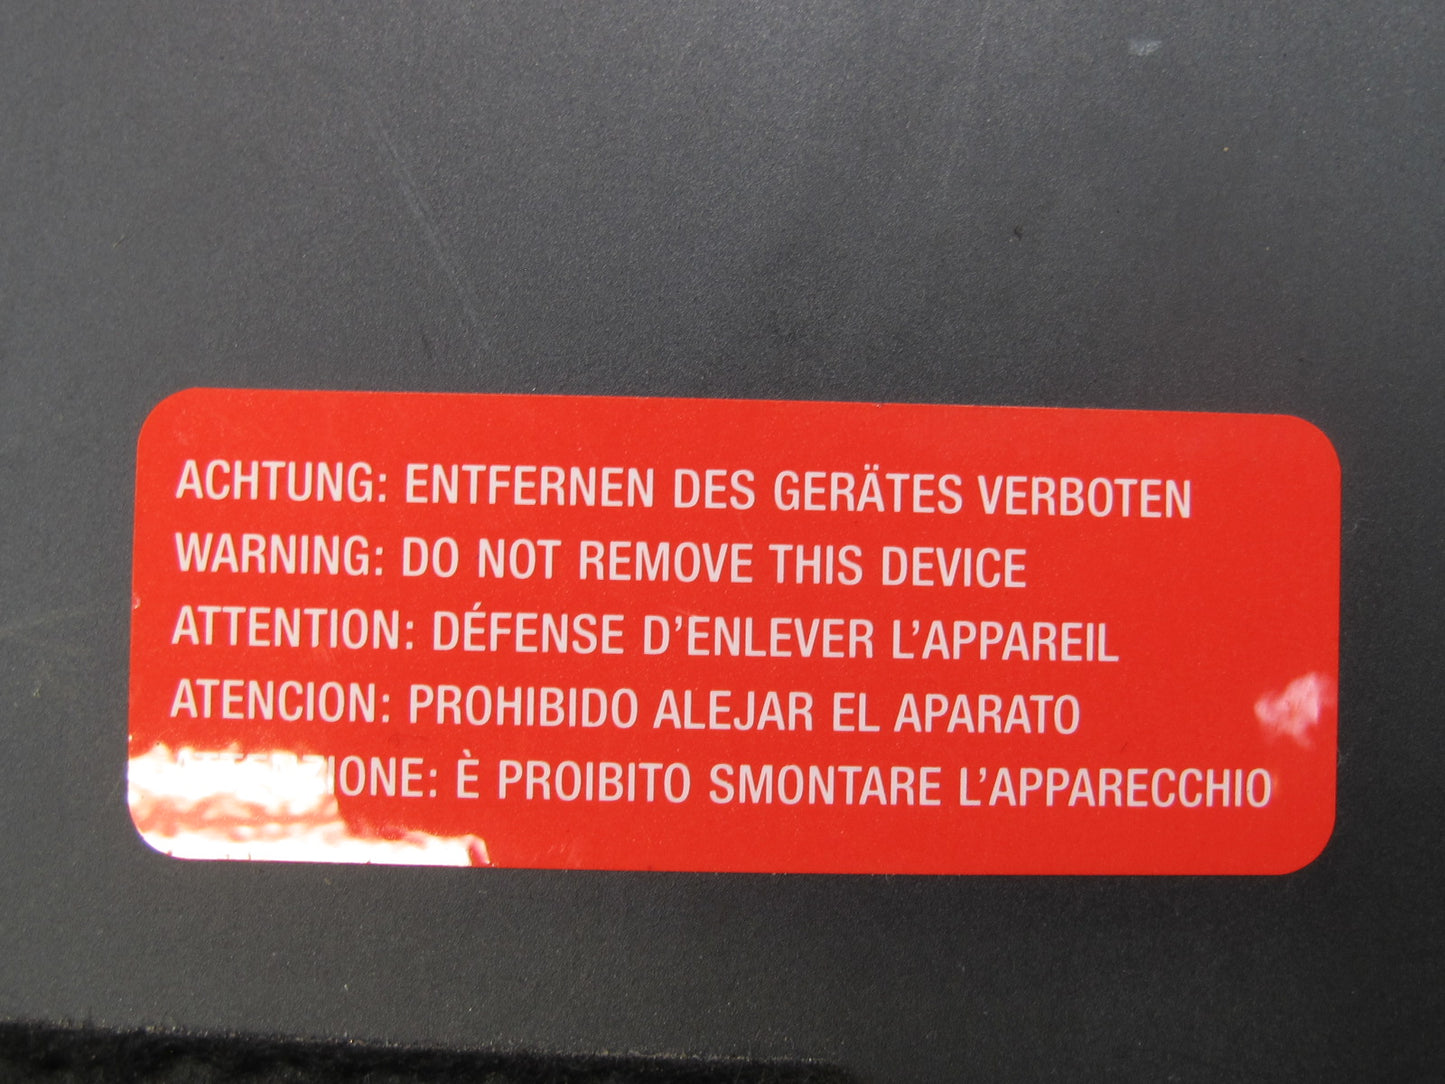 ACHTUNG: ENTFERNEN DES GERÄTES VERBOTEN
WARNING: DO NOT REMOVE THIS DEVICE
ATTENTION: DÉFENSE D'ENLEVER L'APPAREIL
ATENCION: PROHIBIDO ALEJAR EL APARATO
ATTENZIONE: È PROIBITO SMONTARE L'APPARECCHIO